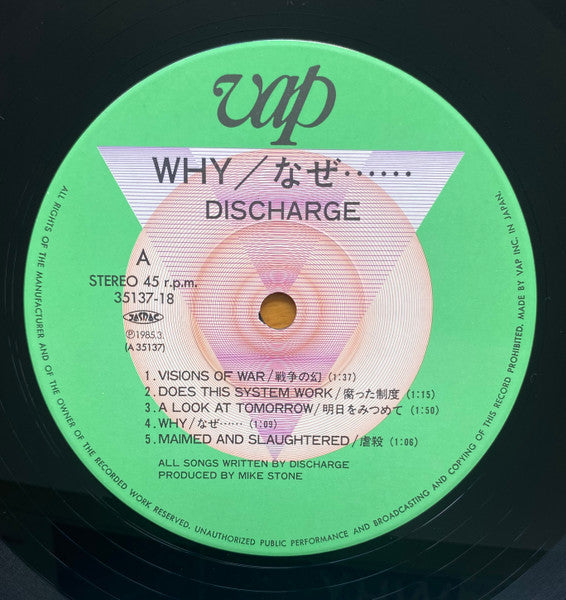 vap
WHY/なぜ‥‥‥
DISCHARGE
A
STEREO 45 r.p.m.
35137-18
JASRAC
Ⓟ1985.3.
(A 35137)
1. VISIONS OF WAR/戦争の幻 (1:37)
2. DOES THIS SYSTEM WORK/腐った制度 (1:15)
3. A LOOK AT TOMORROW/明日をみつめて (1:50)
4. WHY/なぜ‥‥‥ (1:09)
5. MAIMED AND SLAUGHTERED/虐殺 (1:06)
ALL SONGS WRITTEN BY DISCHARGE
PRODUCED BY MIKE STONE
ALL RIGHTS OF THE MANUFACTURER AND OF THE OWNER OF THE RECORDED WORK RESERVED. UNAUTHORIZED PUBLIC PERFORMANCE AND BROADCASTING AND COPYING OF THIS RECORD PROHIBITED. MADE BY VAP INC. IN JAPAN.